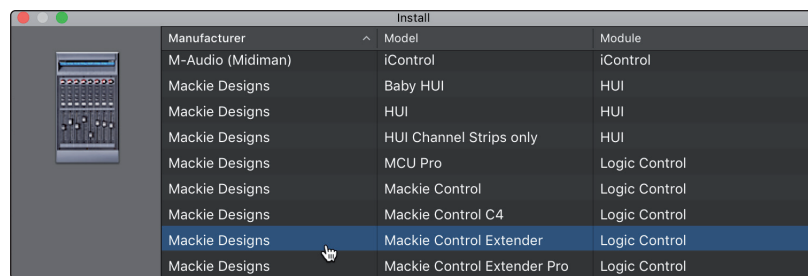 Install
Manufacturer Model Module
M-Audio (Midiman) iControl iControl
Mackie Designs Baby HUI HUI
Mackie Designs HUI HUI
Mackie Designs HUI Channel Strips only HUI
Mackie Designs MCU Pro Logic Control
Mackie Designs Mackie Control Logic Control
Mackie Designs Mackie Control C4 Logic Control
Mackie Designs Mackie Control Extender Logic Control
Mackie Designs Mackie Control Extender Pro Logic Control